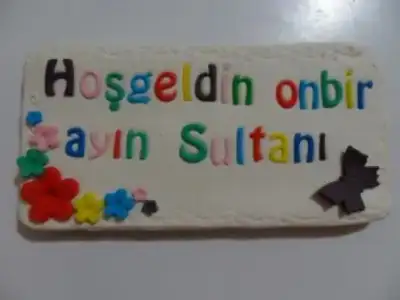 Hoşgeldin onbir
ayın Sultanı